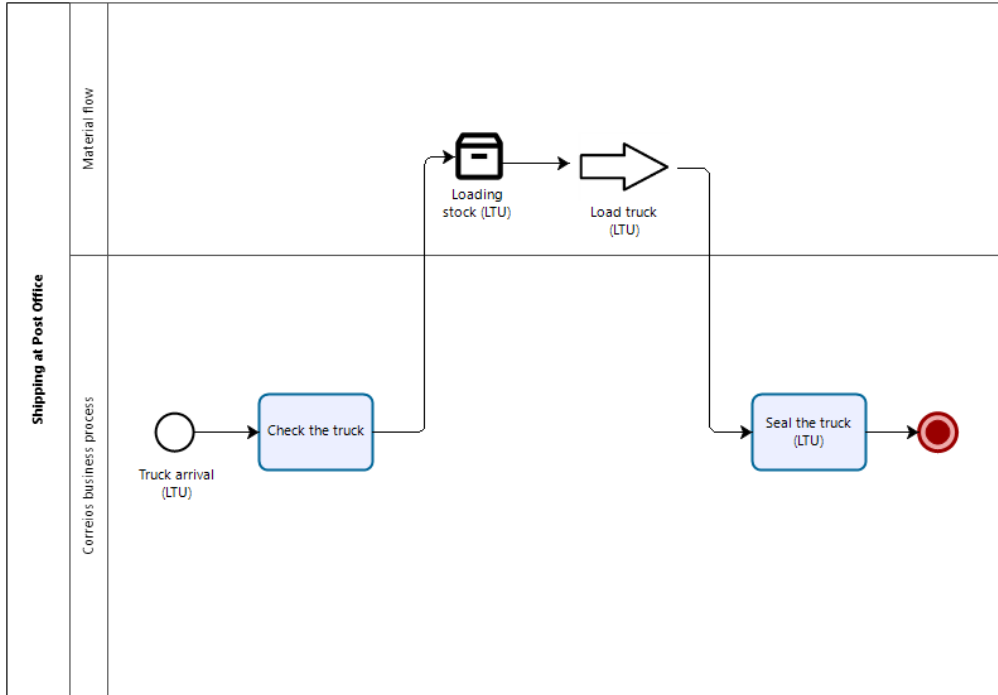 Shipping at Post Office
Material flow
Loading
stock (LTU)
Load truck
(LTU)
Correios business process
Truck arrival
(LTU)
Check the truck
Seal the truck
(LTU)